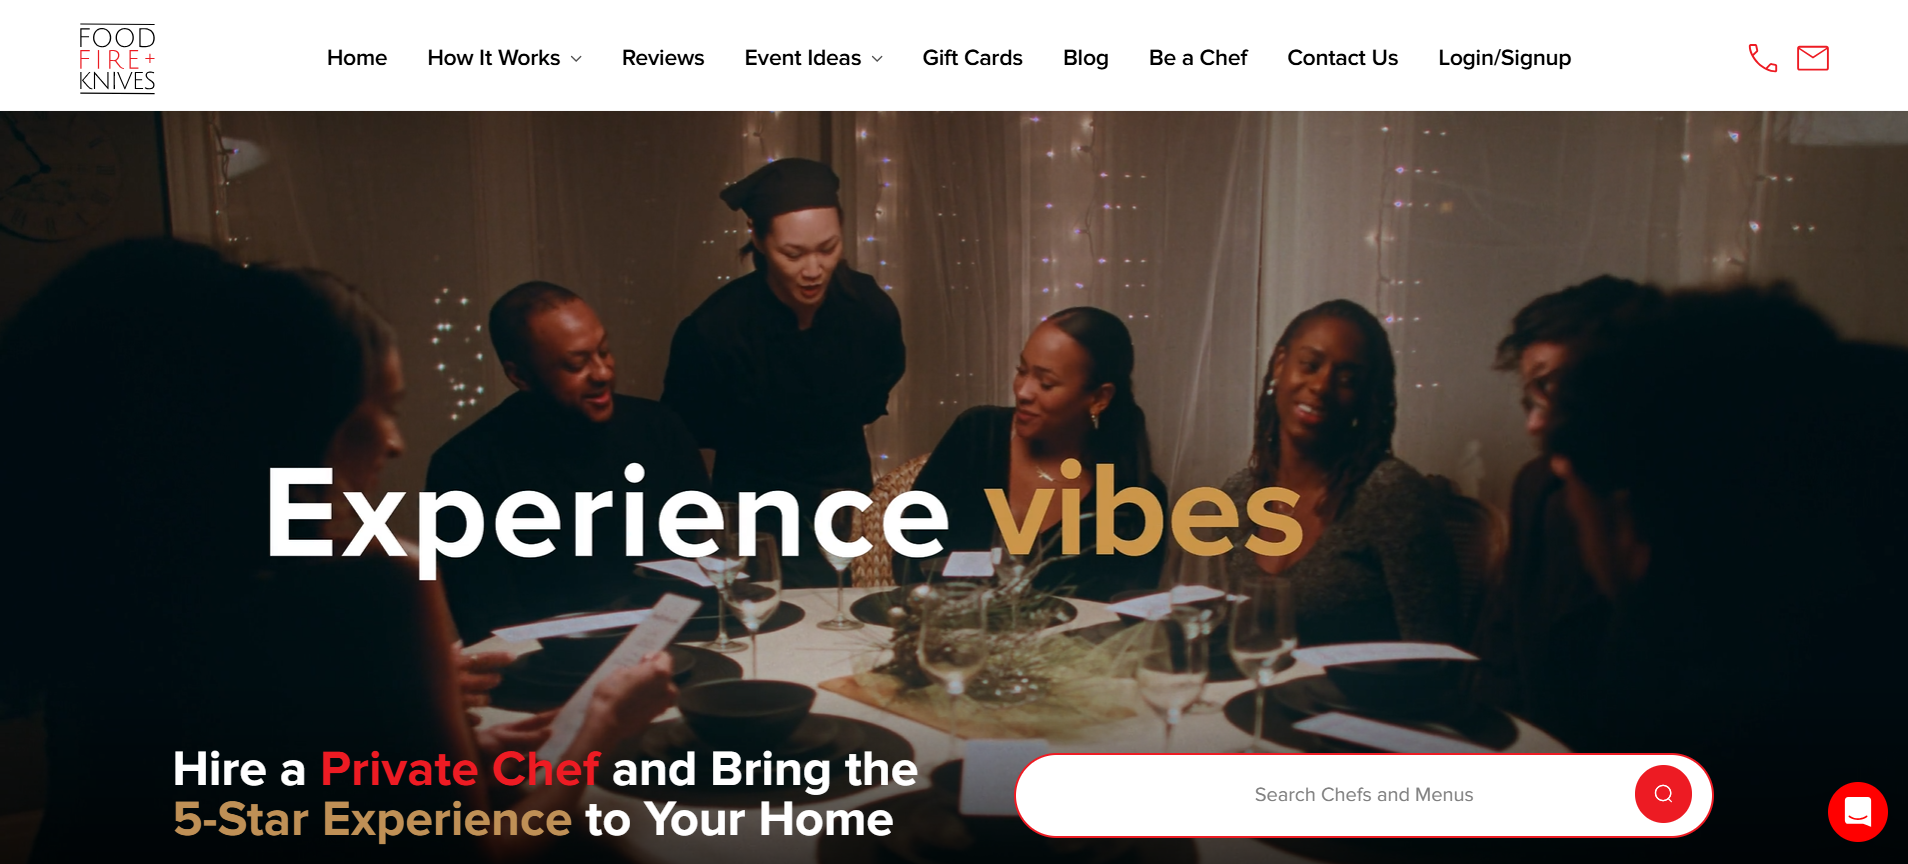 FOOD
FIRE+
KNIVES
Home How It Works Reviews Event Ideas Gift Cards Blog Be a Chef Contact Us Login/Signup
Experience vibes
Hire a Private Chef and Bring the
5-Star Experience to Your Home
Search Chefs and Menus